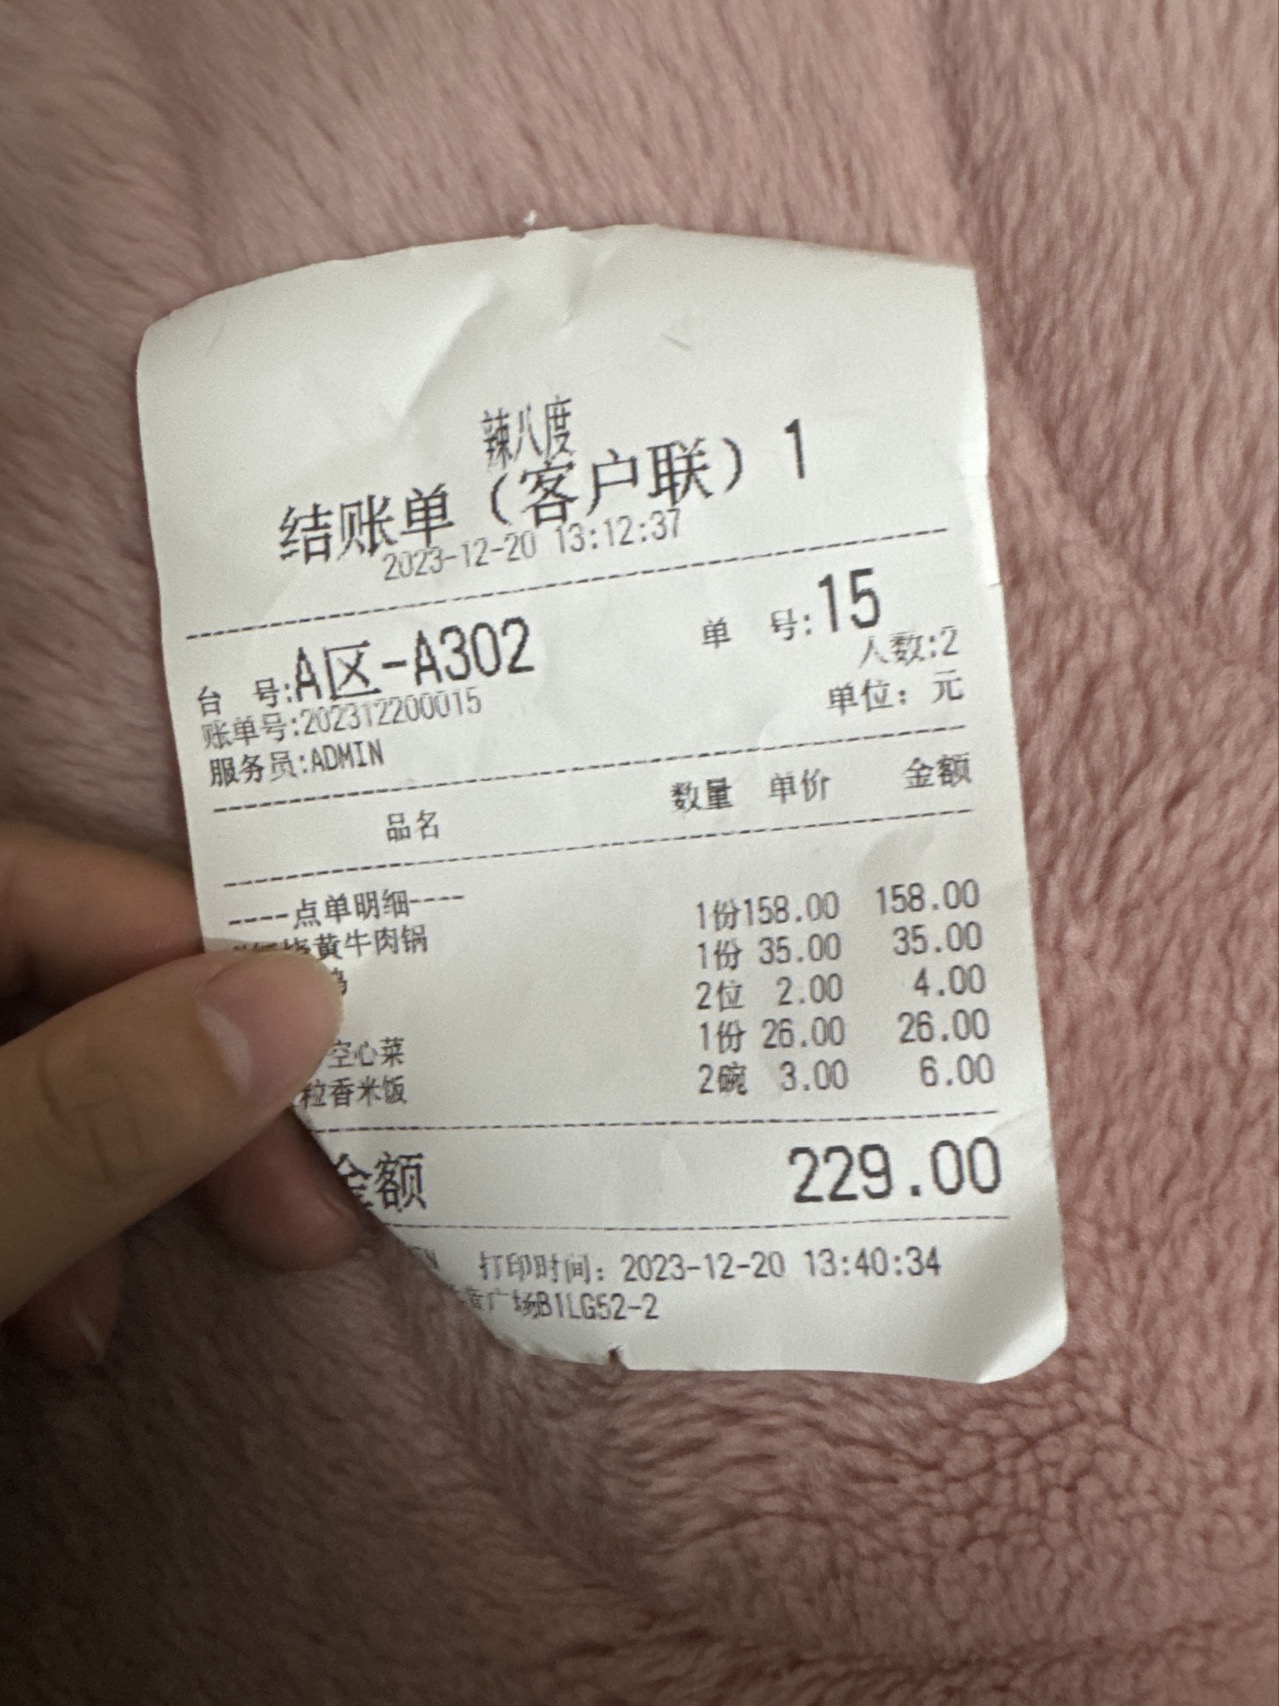 辣八度
结账单（客户联）1
2023-12-20 13:12:37
台 号:A区-A302 单 号:15
账单号:202312200015 人数:2
服务员:ADMIN 单位：元
品名 数量 单价 金额
----点单明细----
黄牛肉锅 1份 158.00 158.00
1份 35.00 35.00
2位 2.00 4.00
空心菜 1份 26.00 26.00
粒香米饭 2碗 3.00 6.00
金额 229.00
打印时间：2023-12-20 13:40:34
广场B1LG52-2